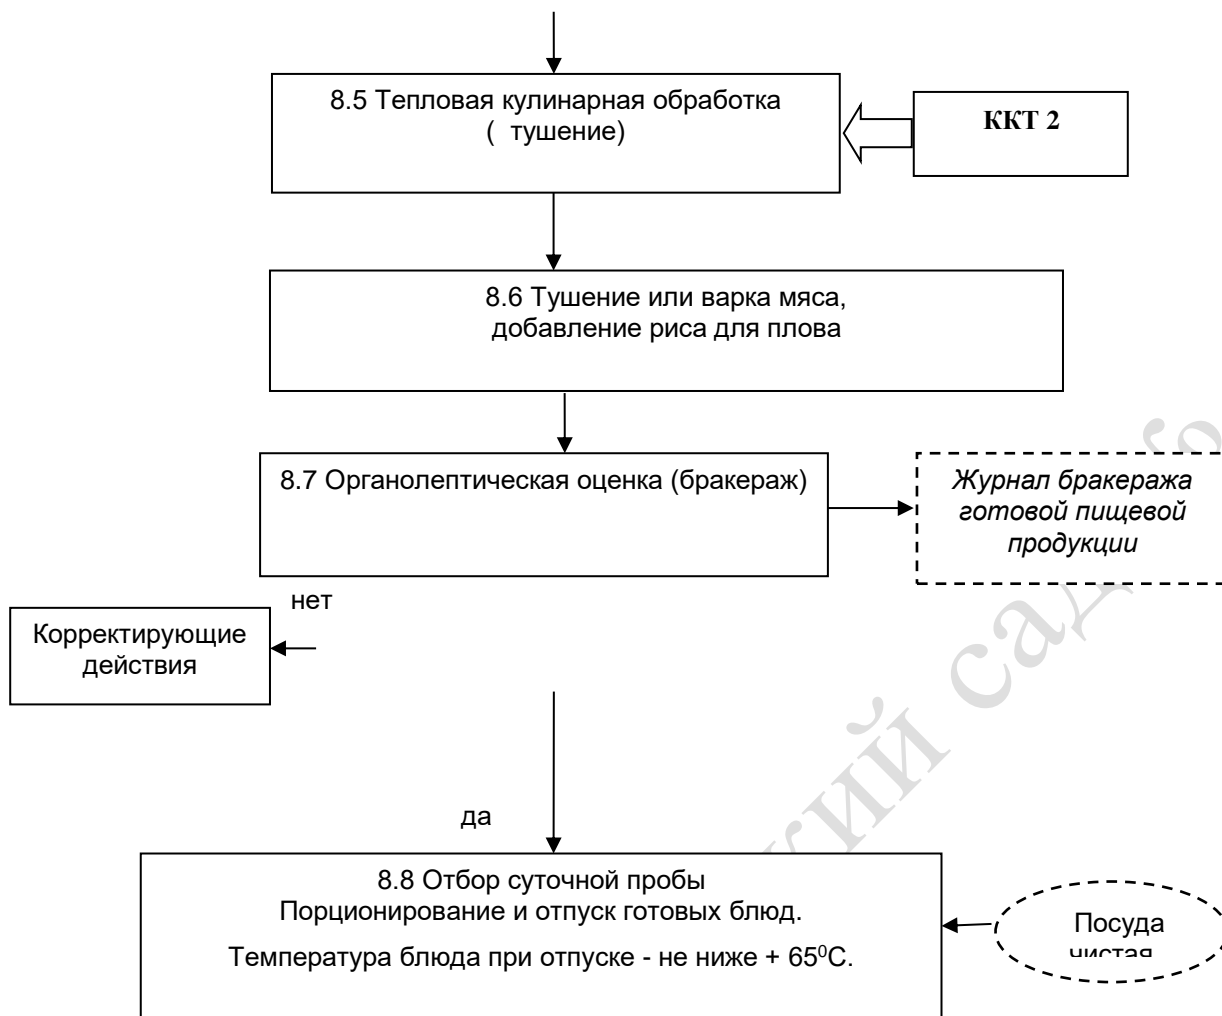 8.5 Тепловая кулинарная обработка
( тушение)
ККТ 2
8.6 Тушение или варка мяса,
добавление риса для плова
8.7 Органолептическая оценка (бракераж)
Журнал бракеража
готовой пищевой
продукции
нет
Корректирующие
действия
да
8.8 Отбор суточной пробы
Порционирование и отпуск готовых блюд.
Температура блюда при отпуске - не ниже + 65⁰С.
Посуда
чистая